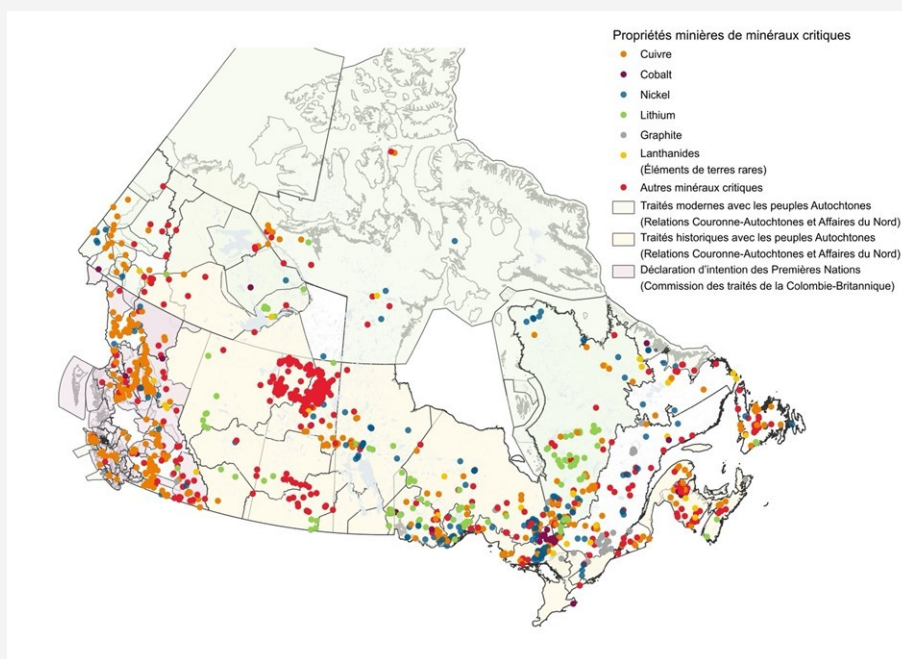 Propriétés minières de minéraux critiques
Cuivre
Cobalt
Nickel
Lithium
Graphite
Lanthanides
(Éléments de terres rares)
Autres minéraux critiques
Traités modernes avec les peuples Autochtones
(Relations Couronne-Autochtones et Affaires du Nord)
Traités historiques avec les peuples Autochtones
(Relations Couronne-Autochtones et Affaires du Nord)
Déclaration d'intention des Premières Nations
(Commission des traités de la Colombie-Britannique)